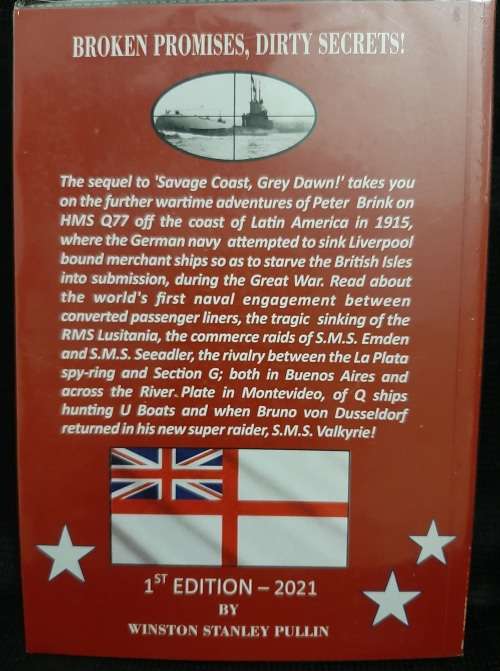 BROKEN PROMISES, DIRTY SECRETS!
The sequel to 'Savage Coast, Grey Dawn!' takes you
on the further wartime adventures of Peter Brink on
HMS Q77 off the coast of Latin America in 1915,
where the German navy attempted to sink Liverpool
bound merchant ships so as to starve the British Isles
into submission, during the Great War. Read about
the world's first naval engagement between
converted passenger liners, the tragic sinking of the
RMS Lusitania, the commerce raids of S.M.S. Emden
and S.M.S. Seeadler, the rivalry between the La Plata
spy-ring and Section G; both in Buenos Aires and
across the River Plate in Montevideo, of Q ships
hunting U Boats and when Bruno von Dusseldorf
returned in his new super raider, S.M.S. Valkyrie!
1ST EDITION – 2021
BY
WINSTON STANLEY PULLIN